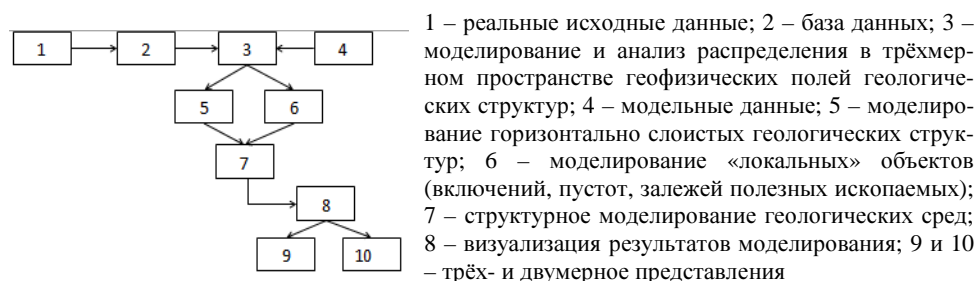 1 2 3 4
5 6
7
8
9 10
1 – реальные исходные данные; 2 – база данных; 3 –
моделирование и анализ распределения в трёхмер-
ном пространстве геофизических полей геологиче-
ских структур; 4 – модельные данные; 5 – моделиро-
вание горизонтально слоистых геологических струк-
тур; 6 – моделирование «локальных» объектов
(включений, пустот, залежей полезных ископаемых);
7 – структурное моделирование геологических сред;
8 – визуализация результатов моделирования; 9 и 10
– трёх- и двумерное представления